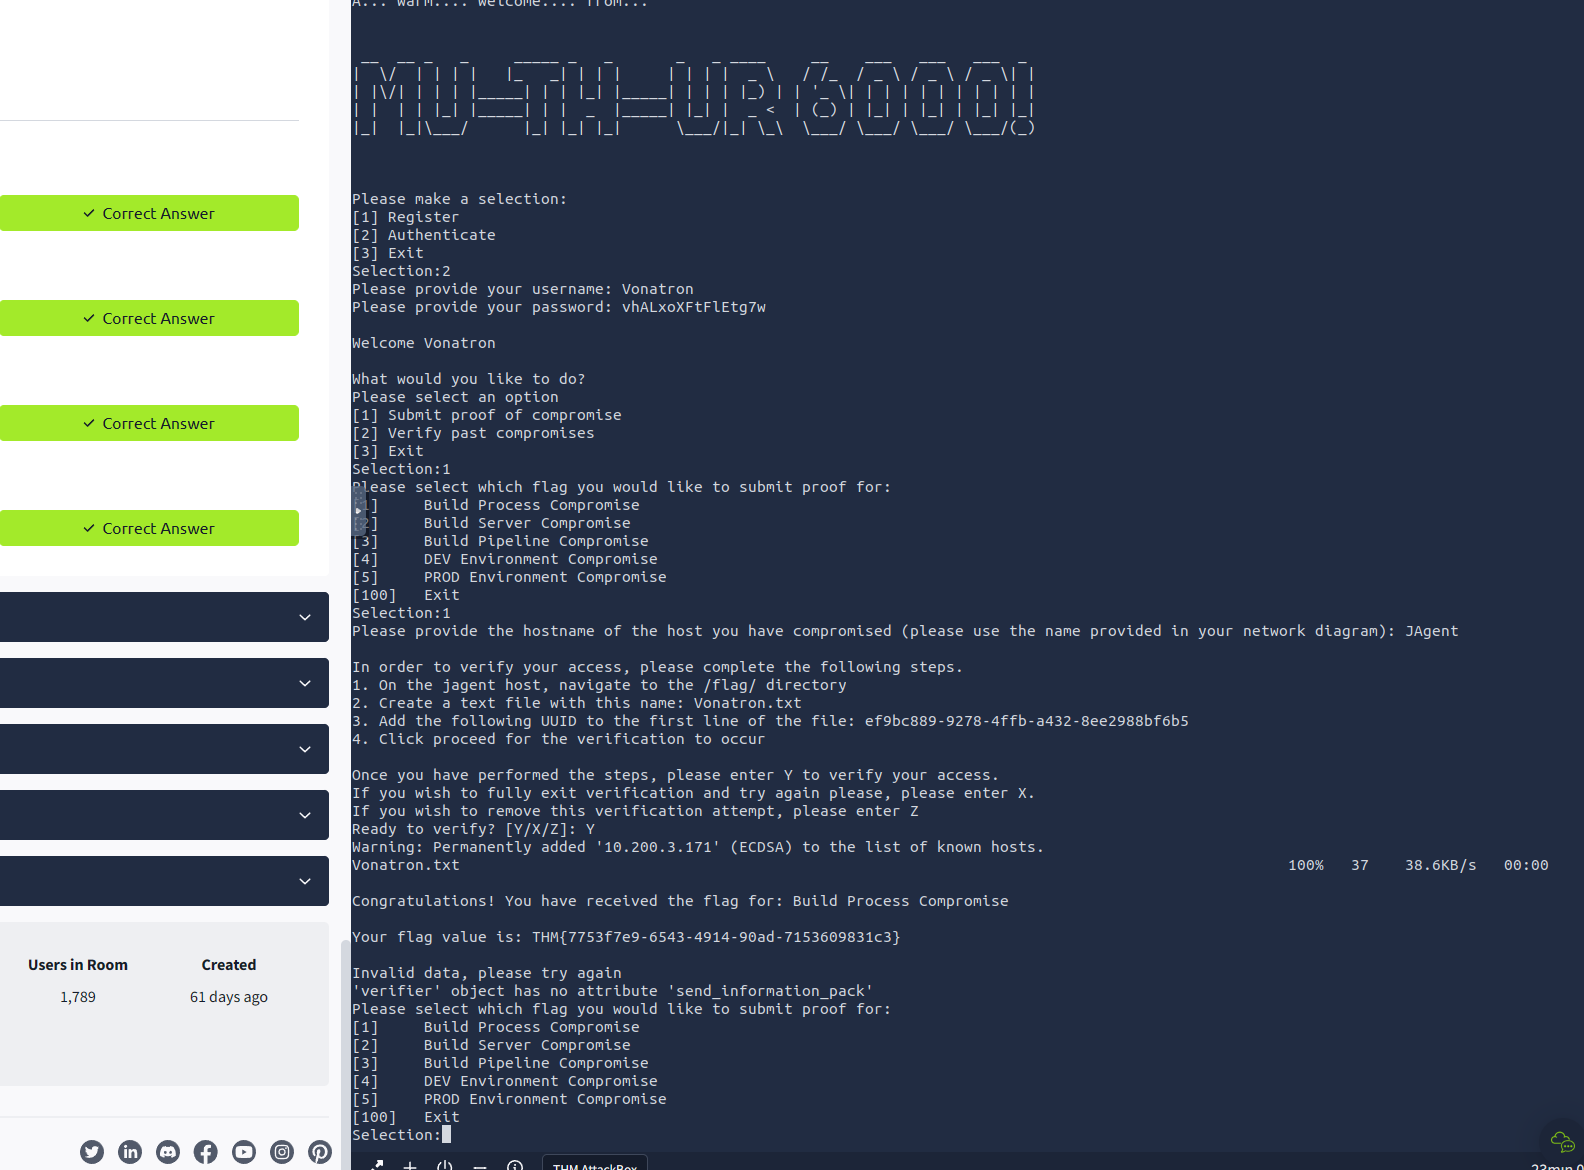 A... warm.... welcome.... from...
MU-TH-UR 6000!
Please make a selection:
[1] Register
[2] Authenticate
[3] Exit
Selection:2
Please provide your username: Vonatron
Please provide your password: vhALxoXFtFlEtg7w
Welcome Vonatron
What would you like to do?
Please select an option
[1] Submit proof of compromise
[2] Verify past compromises
[3] Exit
Selection:1
Please select which flag you would like to submit proof for:
[1] Build Process Compromise
[2] Build Server Compromise
[3] Build Pipeline Compromise
[4] DEV Environment Compromise
[5] PROD Environment Compromise
[100] Exit
Selection:1
Please provide the hostname of the host you have compromised (please use the name provided in your network diagram): JAgent
In order to verify your access, please complete the following steps.
1. On the jagent host, navigate to the /flag/ directory
2. Create a text file with this name: Vonatron.txt
3. Add the following UUID to the first line of the file: ef9bc889-9278-4ffb-a432-8ee2988bf6b5
4. Click proceed for the verification to occur
Once you have performed the steps, please enter Y to verify your access.
If you wish to fully exit verification and try again please, please enter X.
If you wish to remove this verification attempt, please enter Z
Ready to verify? [Y/X/Z]: Y
Warning: Permanently added '10.200.3.171' (ECDSA) to the list of known hosts.
Vonatron.txt 100% 37 38.6KB/s 00:00
Congratulations! You have received the flag for: Build Process Compromise
Your flag value is: THM{7753f7e9-6543-4914-90ad-7153609831c3}
Invalid data, please try again
'verifier' object has no attribute 'send_information_pack'
Please select which flag you would like to submit proof for:
[1] Build Process Compromise
[2] Build Server Compromise
[3] Build Pipeline Compromise
[4] DEV Environment Compromise
[5] PROD Environment Compromise
[100] Exit
Selection:
Correct Answer
Correct Answer
Correct Answer
Correct Answer
Users in Room
1,789
Created
61 days ago
THM AttackBox
23min